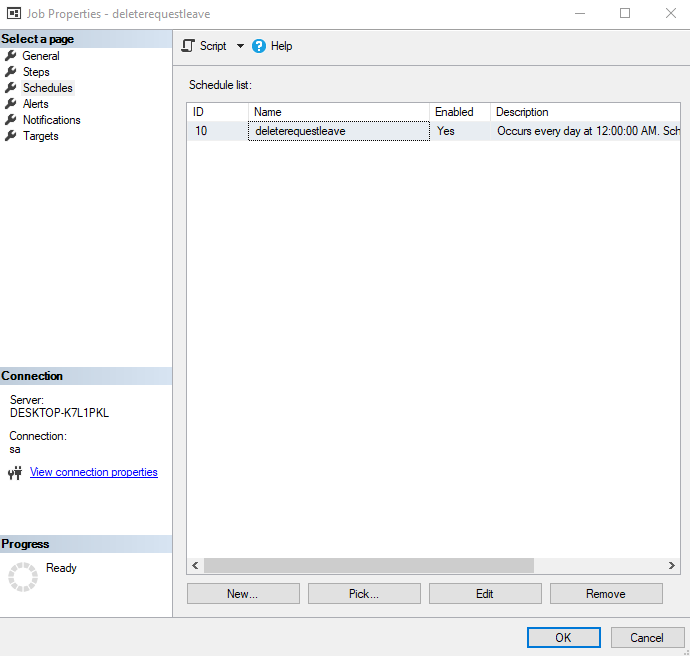 Job Properties - deleterequestleave
Select a page
General
Steps
Schedules
Alerts
Notifications
Targets
Script
Help
Schedule list:
ID Name Enabled Description
10 deleterequestleave Yes Occurs every day at 12:00:00 AM. Sch
Connection
Server:
DESKTOP-K7L1PKL
Connection:
sa
View connection properties
Progress
Ready
New... Pick... Edit Remove
OK Cancel